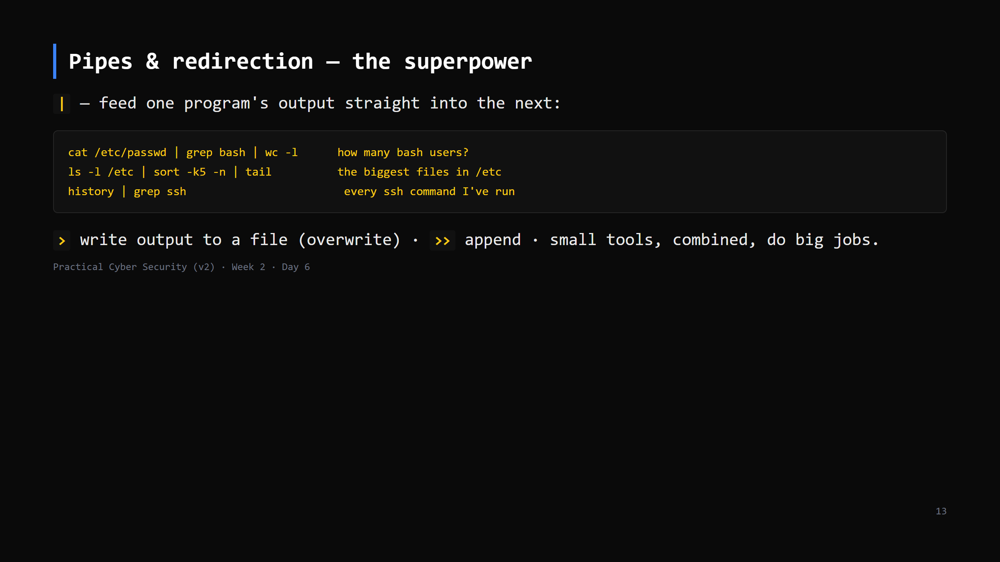 Pipes & redirection — the superpower
| — feed one program's output straight into the next:
cat /etc/passwd | grep bash | wc -l      how many bash users?
ls -l /etc | sort -k5 -n | tail          the biggest files in /etc
history | grep ssh                        every ssh command I've run
> write output to a file (overwrite) · >> append · small tools, combined, do big jobs.
Practical Cyber Security (v2) · Week 2 · Day 6
13